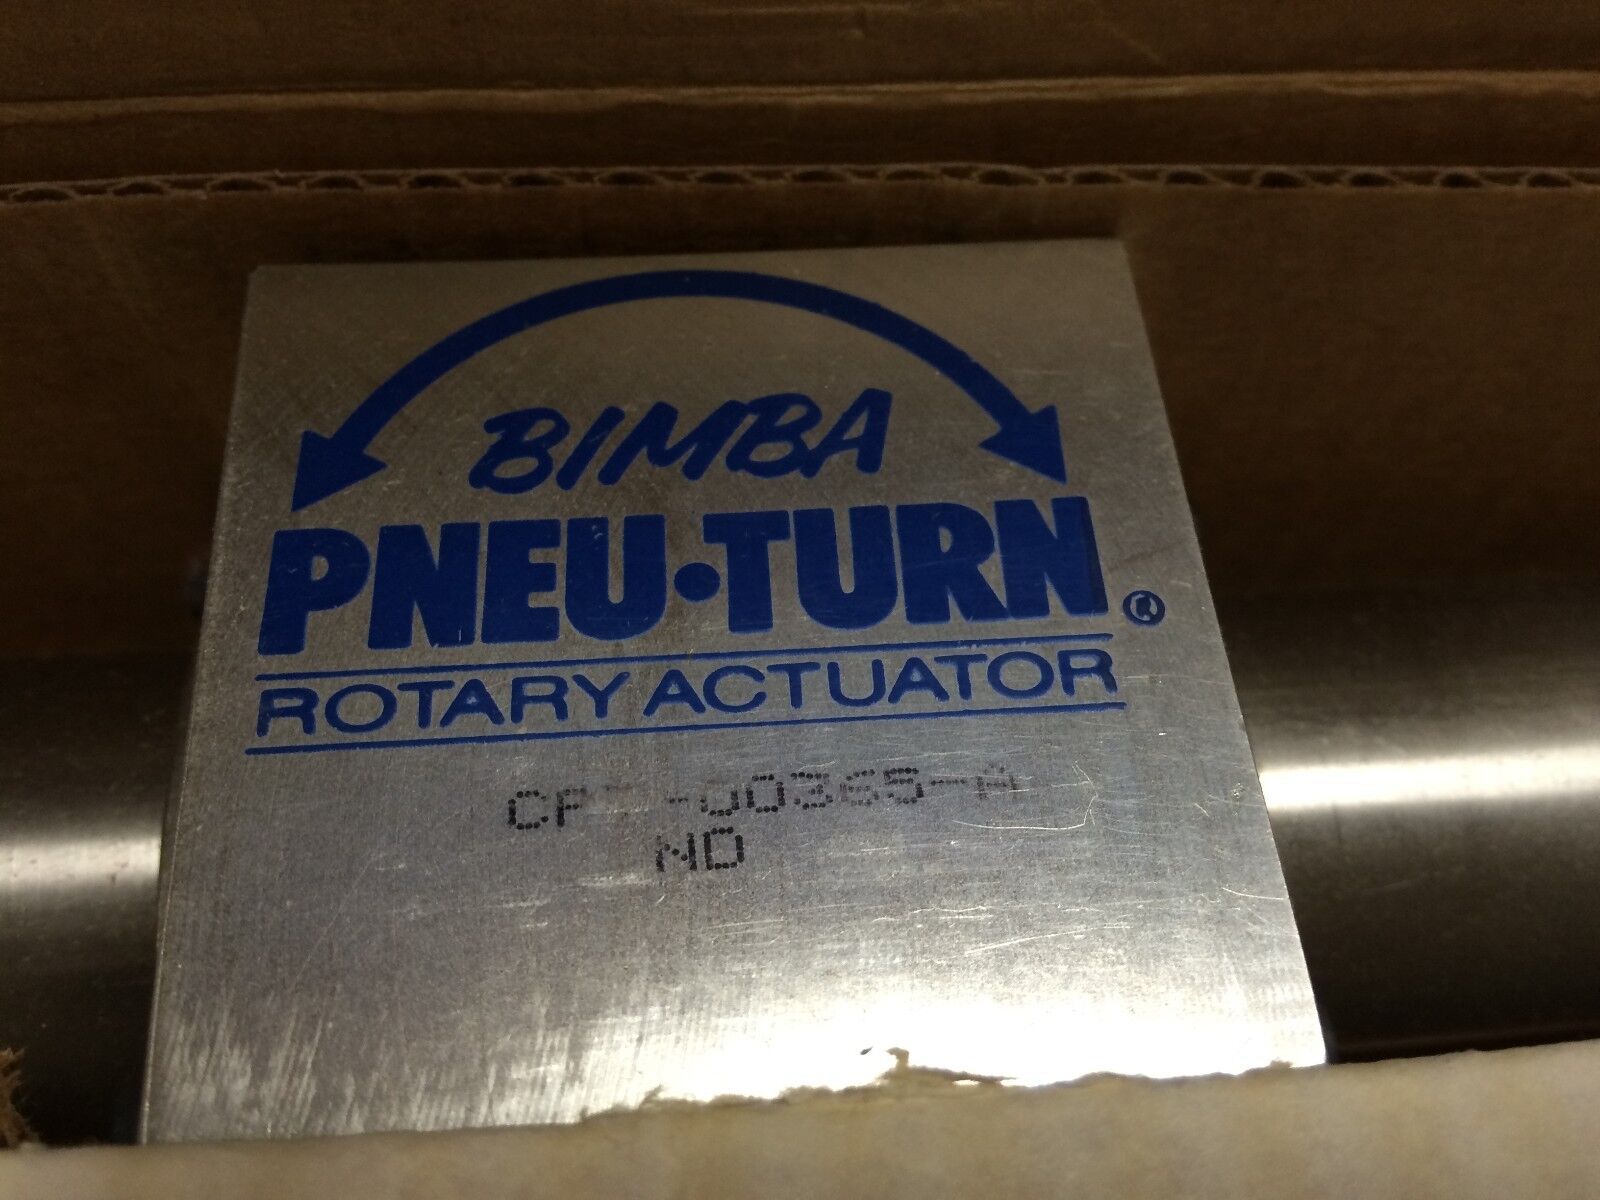 BIMBA
PNEU•TURN®
ROTARY ACTUATOR
ND